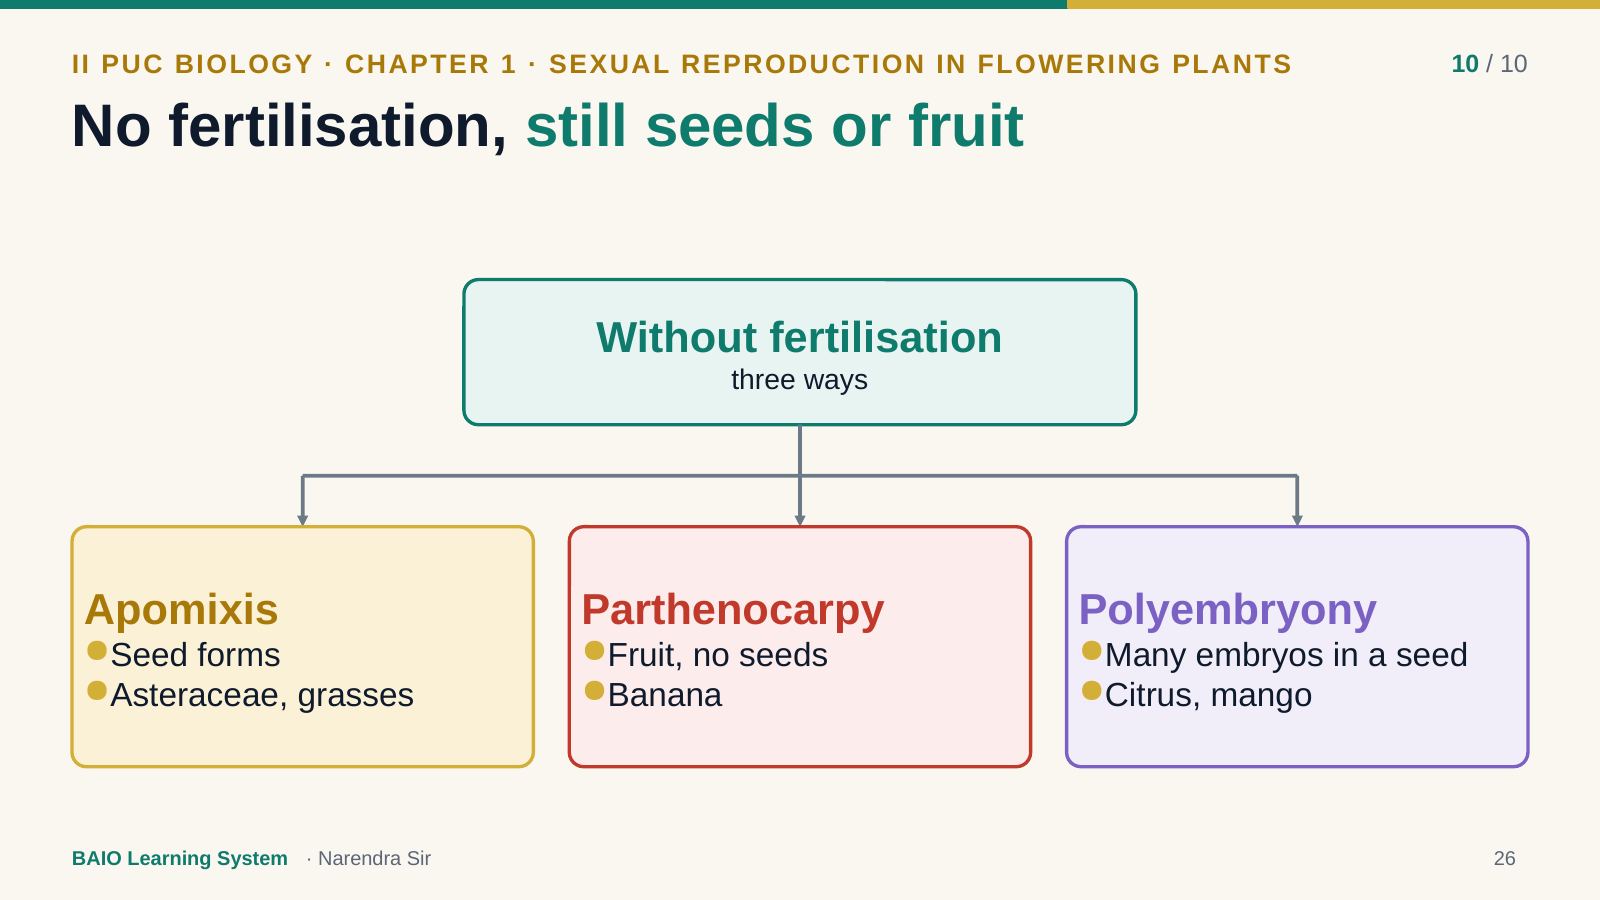 II PUC BIOLOGY · CHAPTER 1 · SEXUAL REPRODUCTION IN FLOWERING PLANTS
10 / 10
No fertilisation, still seeds or fruit
Without fertilisation
three ways
Apomixis
Seed forms
Asteraceae, grasses
Parthenocarpy
Fruit, no seeds
Banana
Polyembryony
Many embryos in a seed
Citrus, mango
BAIO Learning System · Narendra Sir
26